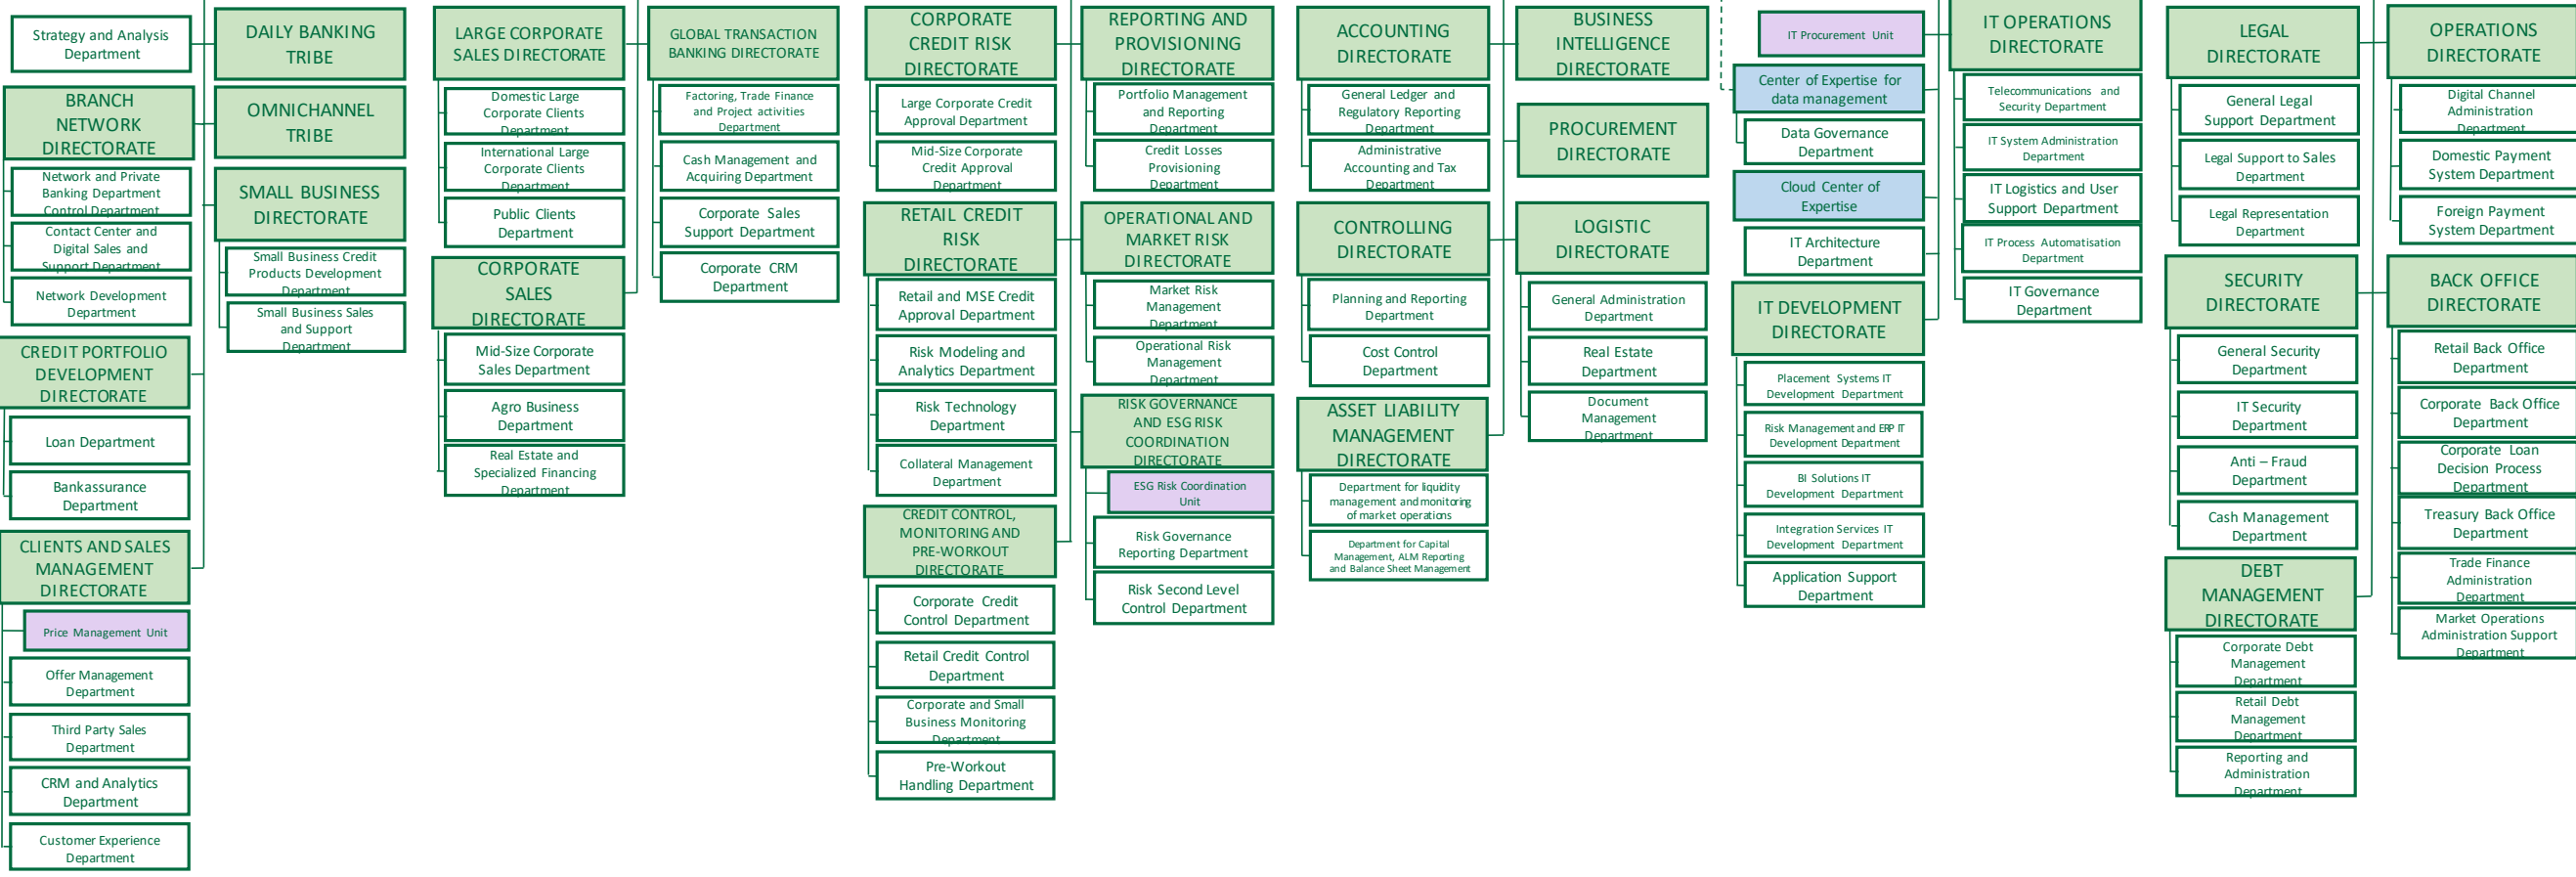 Strategy and Analysis
Department
DAILY BANKING
TRIBE
BRANCH
NETWORK
DIRECTORATE
OMNICHANNEL
TRIBE
Network and Private
Banking Department
Control Department
Contact Center and
Digital Sales and
Support Department
Network Development
Department
SMALL BUSINESS
DIRECTORATE
Small Business Credit
Products Development
Department
Small Business Sales
and Support
Department
CREDIT PORTFOLIO
DEVELOPMENT
DIRECTORATE
Loan Department
Bankassurance
Department
CLIENTS AND SALES
MANAGEMENT
DIRECTORATE
Price Management Unit
Offer Management
Department
Third Party Sales
Department
CRM and Analytics
Department
Customer Experience
Department
LARGE CORPORATE
SALES DIRECTORATE
Domestic Large
Corporate Clients
Department
International Large
Corporate Clients
Department
Public Clients
Department
CORPORATE
SALES
DIRECTORATE
Mid-Size Corporate
Sales Department
Agro Business
Department
Real Estate and
Specialized Financing
Department
GLOBAL TRANSACTION
BANKING DIRECTORATE
Factoring, Trade Finance
and Project activities
Department
Cash Management and
Acquiring Department
Corporate Sales
Support Department
Corporate CRM
Department
CORPORATE
CREDIT RISK
DIRECTORATE
Large Corporate Credit
Approval Department
Mid-Size Corporate
Credit Approval
Department
RETAIL CREDIT
RISK
DIRECTORATE
Retail and MSE Credit
Approval Department
Risk Modeling and
Analytics Department
Risk Technology
Department
Collateral Management
Department
CREDIT CONTROL,
MONITORING AND
PRE-WORKOUT
DIRECTORATE
Corporate Credit
Control Department
Retail Credit Control
Department
Corporate and Small
Business Monitoring
Department
Pre-Workout
Handling Department
REPORTING AND
PROVISIONING
DIRECTORATE
Portfolio Management
and Reporting
Department
Credit Losses
Provisioning
Department
OPERATIONAL AND
MARKET RISK
DIRECTORATE
Market Risk
Management
Department
Operational Risk
Management
Department
RISK GOVERNANCE
AND ESG RISK
COORDINATION
DIRECTORATE
ESG Risk Coordination
Unit
Risk Governance
Reporting Department
Risk Second Level
Control Department
ACCOUNTING
DIRECTORATE
General Ledger and
Regulatory Reporting
Department
Administrative
Accounting and Tax
Department
CONTROLLING
DIRECTORATE
Planning and Reporting
Department
Cost Control
Department
ASSET LIABILITY
MANAGEMENT
DIRECTORATE
Department for liquidity
management and monitoring
of market operations
Department for Capital
Management, ALM Reporting
and Balance Sheet Management
BUSINESS
INTELLIGENCE
DIRECTORATE
PROCUREMENT
DIRECTORATE
LOGISTIC
DIRECTORATE
General Administration
Department
Real Estate
Department
Document
Management
Department
IT Procurement Unit
Center of Expertise for
data management
Data Governance
Department
Cloud Center of
Expertise
IT Architecture
Department
IT DEVELOPMENT
DIRECTORATE
Placement Systems IT
Development Department
Risk Management and ERP IT
Development Department
BI Solutions IT
Development Department
Integration Services IT
Development Department
Application Support
Department
IT OPERATIONS
DIRECTORATE
Telecommunications and
Security Department
IT System Administration
Department
IT Logistics and User
Support Department
IT Process Automatisation
Department
IT Governance
Department
LEGAL
DIRECTORATE
General Legal
Support Department
Legal Support to Sales
Department
Legal Representation
Department
SECURITY
DIRECTORATE
General Security
Department
IT Security
Department
Anti – Fraud
Department
Cash Management
Department
DEBT
MANAGEMENT
DIRECTORATE
Corporate Debt
Management
Department
Retail Debt
Management
Department
Reporting and
Administration
Department
OPERATIONS
DIRECTORATE
Digital Channel
Administration
Department
Domestic Payment
System Department
Foreign Payment
System Department
BACK OFFICE
DIRECTORATE
Retail Back Office
Department
Corporate Back Office
Department
Corporate Loan
Decision Process
Department
Treasury Back Office
Department
Trade Finance
Administration
Department
Market Operations
Administration Support
Department